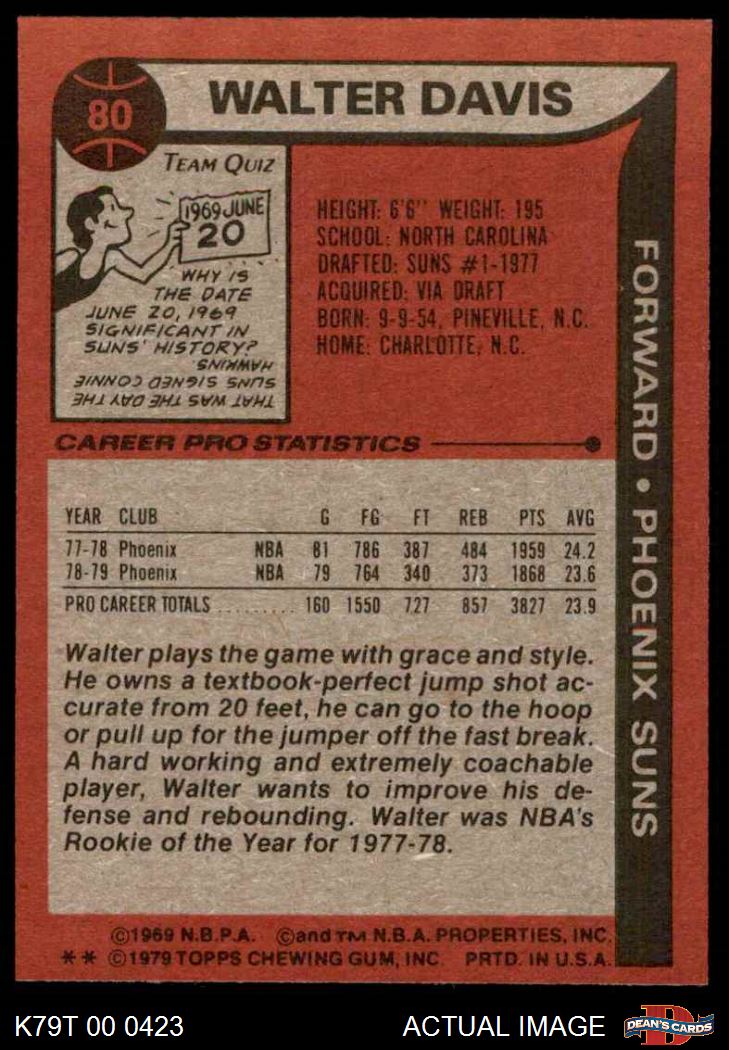 80
WALTER DAVIS
TEAM QUIZ
1969 JUNE
20
WHY IS
THE DATE
JUNE 20, 1969
SIGNIFICANT IN
SUNS' HISTORY?
THAT WAS THE DAY THE
SUNS SIGNED CONNIE
HAWKINS
HEIGHT: 6'6" WEIGHT: 195
SCHOOL: NORTH CAROLINA
DRAFTED: SUNS #1-1977
ACQUIRED: VIA DRAFT
BORN: 9-9-54, PINEVILLE, N.C.
HOME: CHARLOTTE, N.C.
FORWARD • PHOENIX SUNS
CAREER PRO STATISTICS
YEAR CLUB G FG FT REB PTS AVG
77-78 Phoenix NBA 81 786 387 484 1959 24.2
78-79 Phoenix NBA 79 764 340 373 1868 23.6
PRO CAREER TOTALS ......... 160 1550 727 857 3827 23.9
Walter plays the game with grace and style.
He owns a textbook-perfect jump shot ac-
curate from 20 feet, he can go to the hoop
or pull up for the jumper off the fast break.
A hard working and extremely coachable
player, Walter wants to improve his de-
fense and rebounding. Walter was NBA's
Rookie of the Year for 1977-78.
©1969 N.B.P.A. ©and TM N.B.A. PROPERTIES, INC.
** ©1979 TOPPS CHEWING GUM, INC. PRTD. IN U.S.A.
K79T 00 0423
ACTUAL IMAGE
D
DEAN'S CARDS